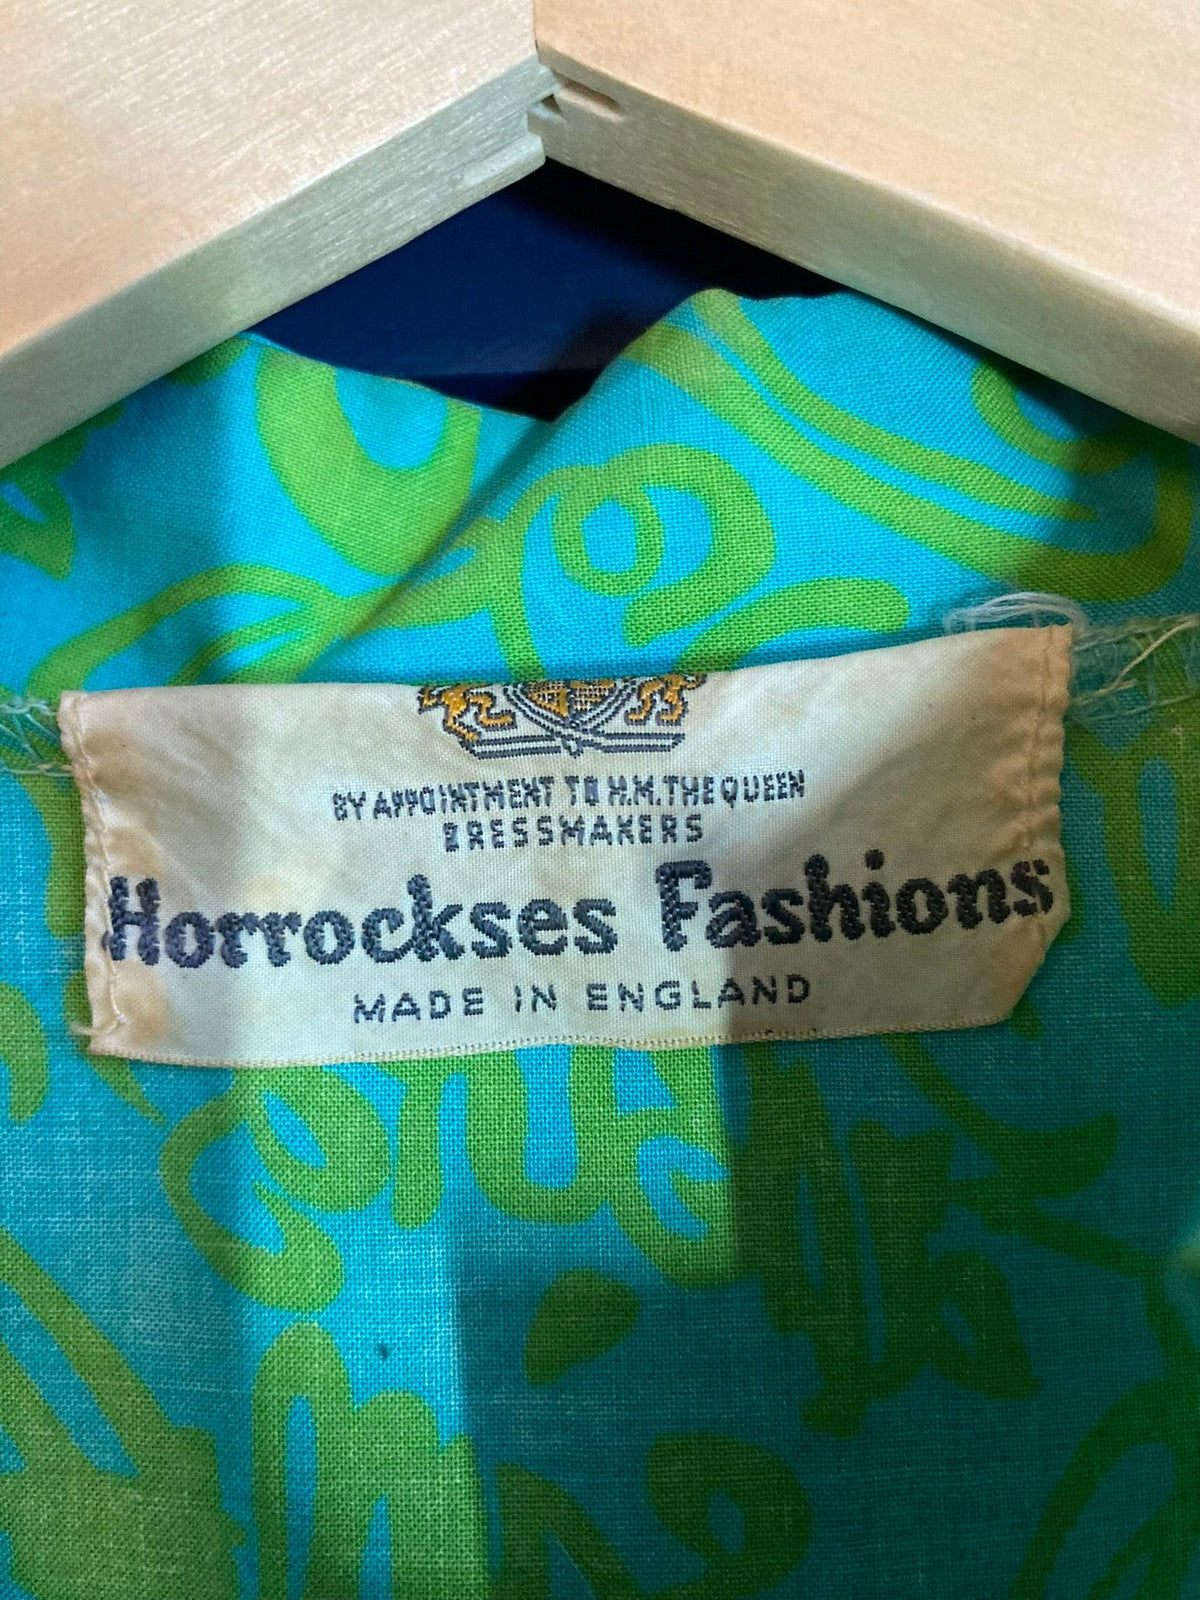 BY APPOINTMENT TO H.M. THE QUEEN
DRESSMAKERS
Horrockses Fashions
MADE IN ENGLAND